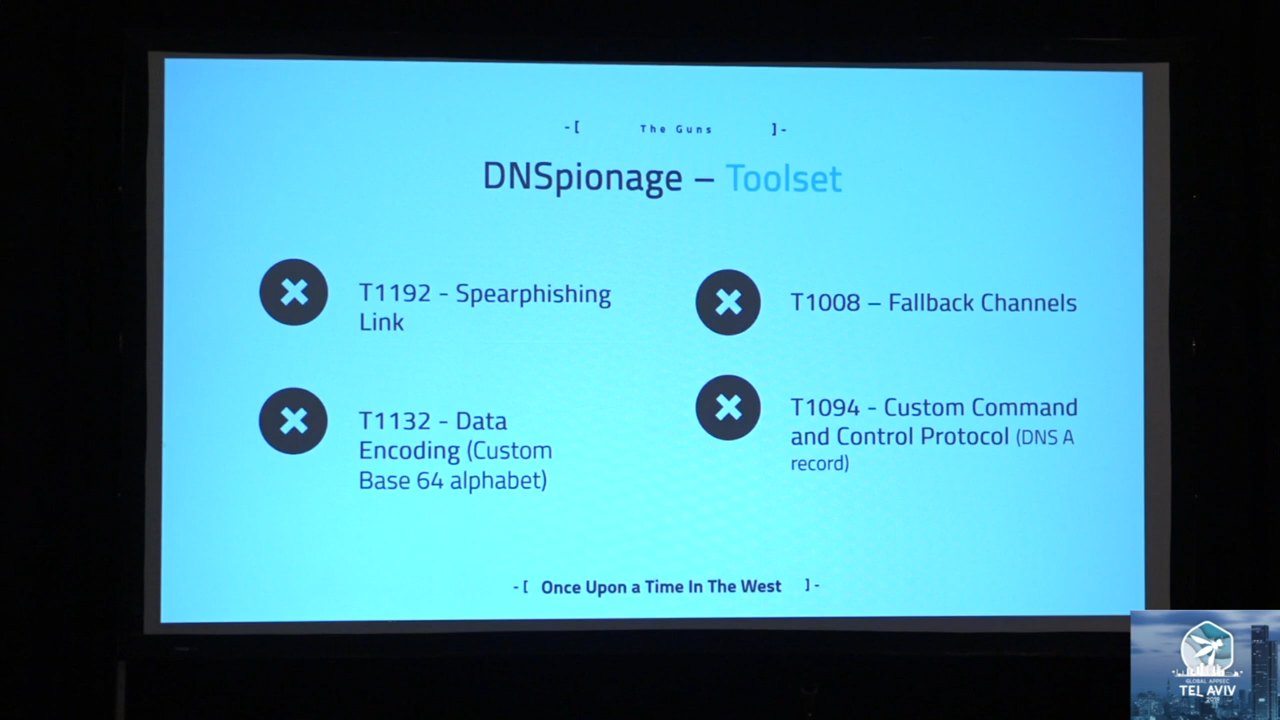 -[ The Guns ]-
DNSpionage – Toolset
T1192 - Spearphishing
Link
T1132 - Data
Encoding (Custom
Base 64 alphabet)
T1008 – Fallback Channels
T1094 - Custom Command
and Control Protocol (DNS A
record)
-[ Once Upon a Time In The West ]-
GLOBAL APPSEC
TEL AVIV